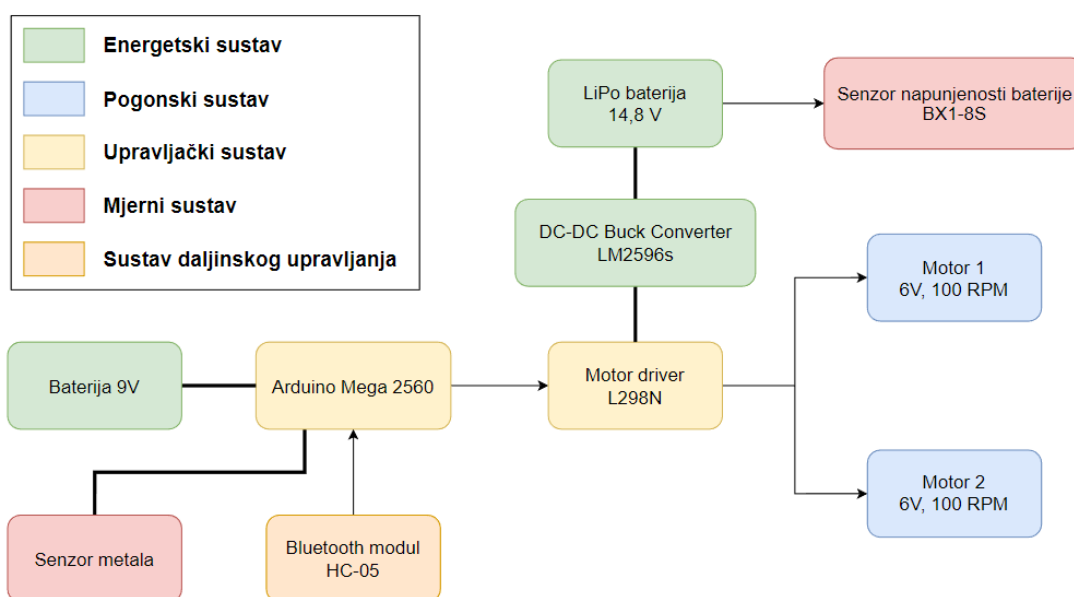 Energetski sustav
Pogonski sustav
Upravljački sustav
Mjerni sustav
Sustav daljinskog upravljanja
LiPo baterija
14,8 V
Senzor napunjenosti baterije
BX1-8S
DC-DC Buck Converter
LM2596s
Motor 1
6V, 100 RPM
Baterija 9V
Arduino Mega 2560
Motor driver
L298N
Motor 2
6V, 100 RPM
Senzor metala
Bluetooth modul
HC-05